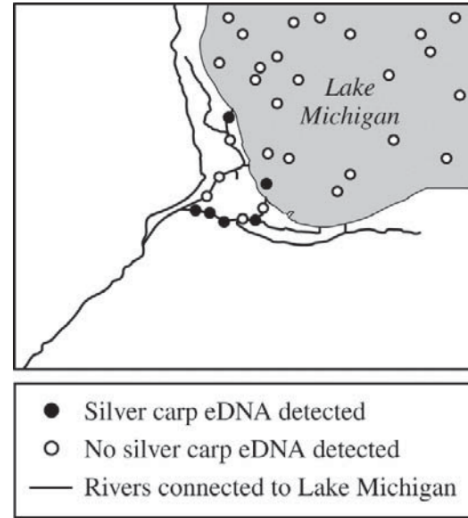 Lake
Michigan
Silver carp eDNA detected
No silver carp eDNA detected
Rivers connected to Lake Michigan